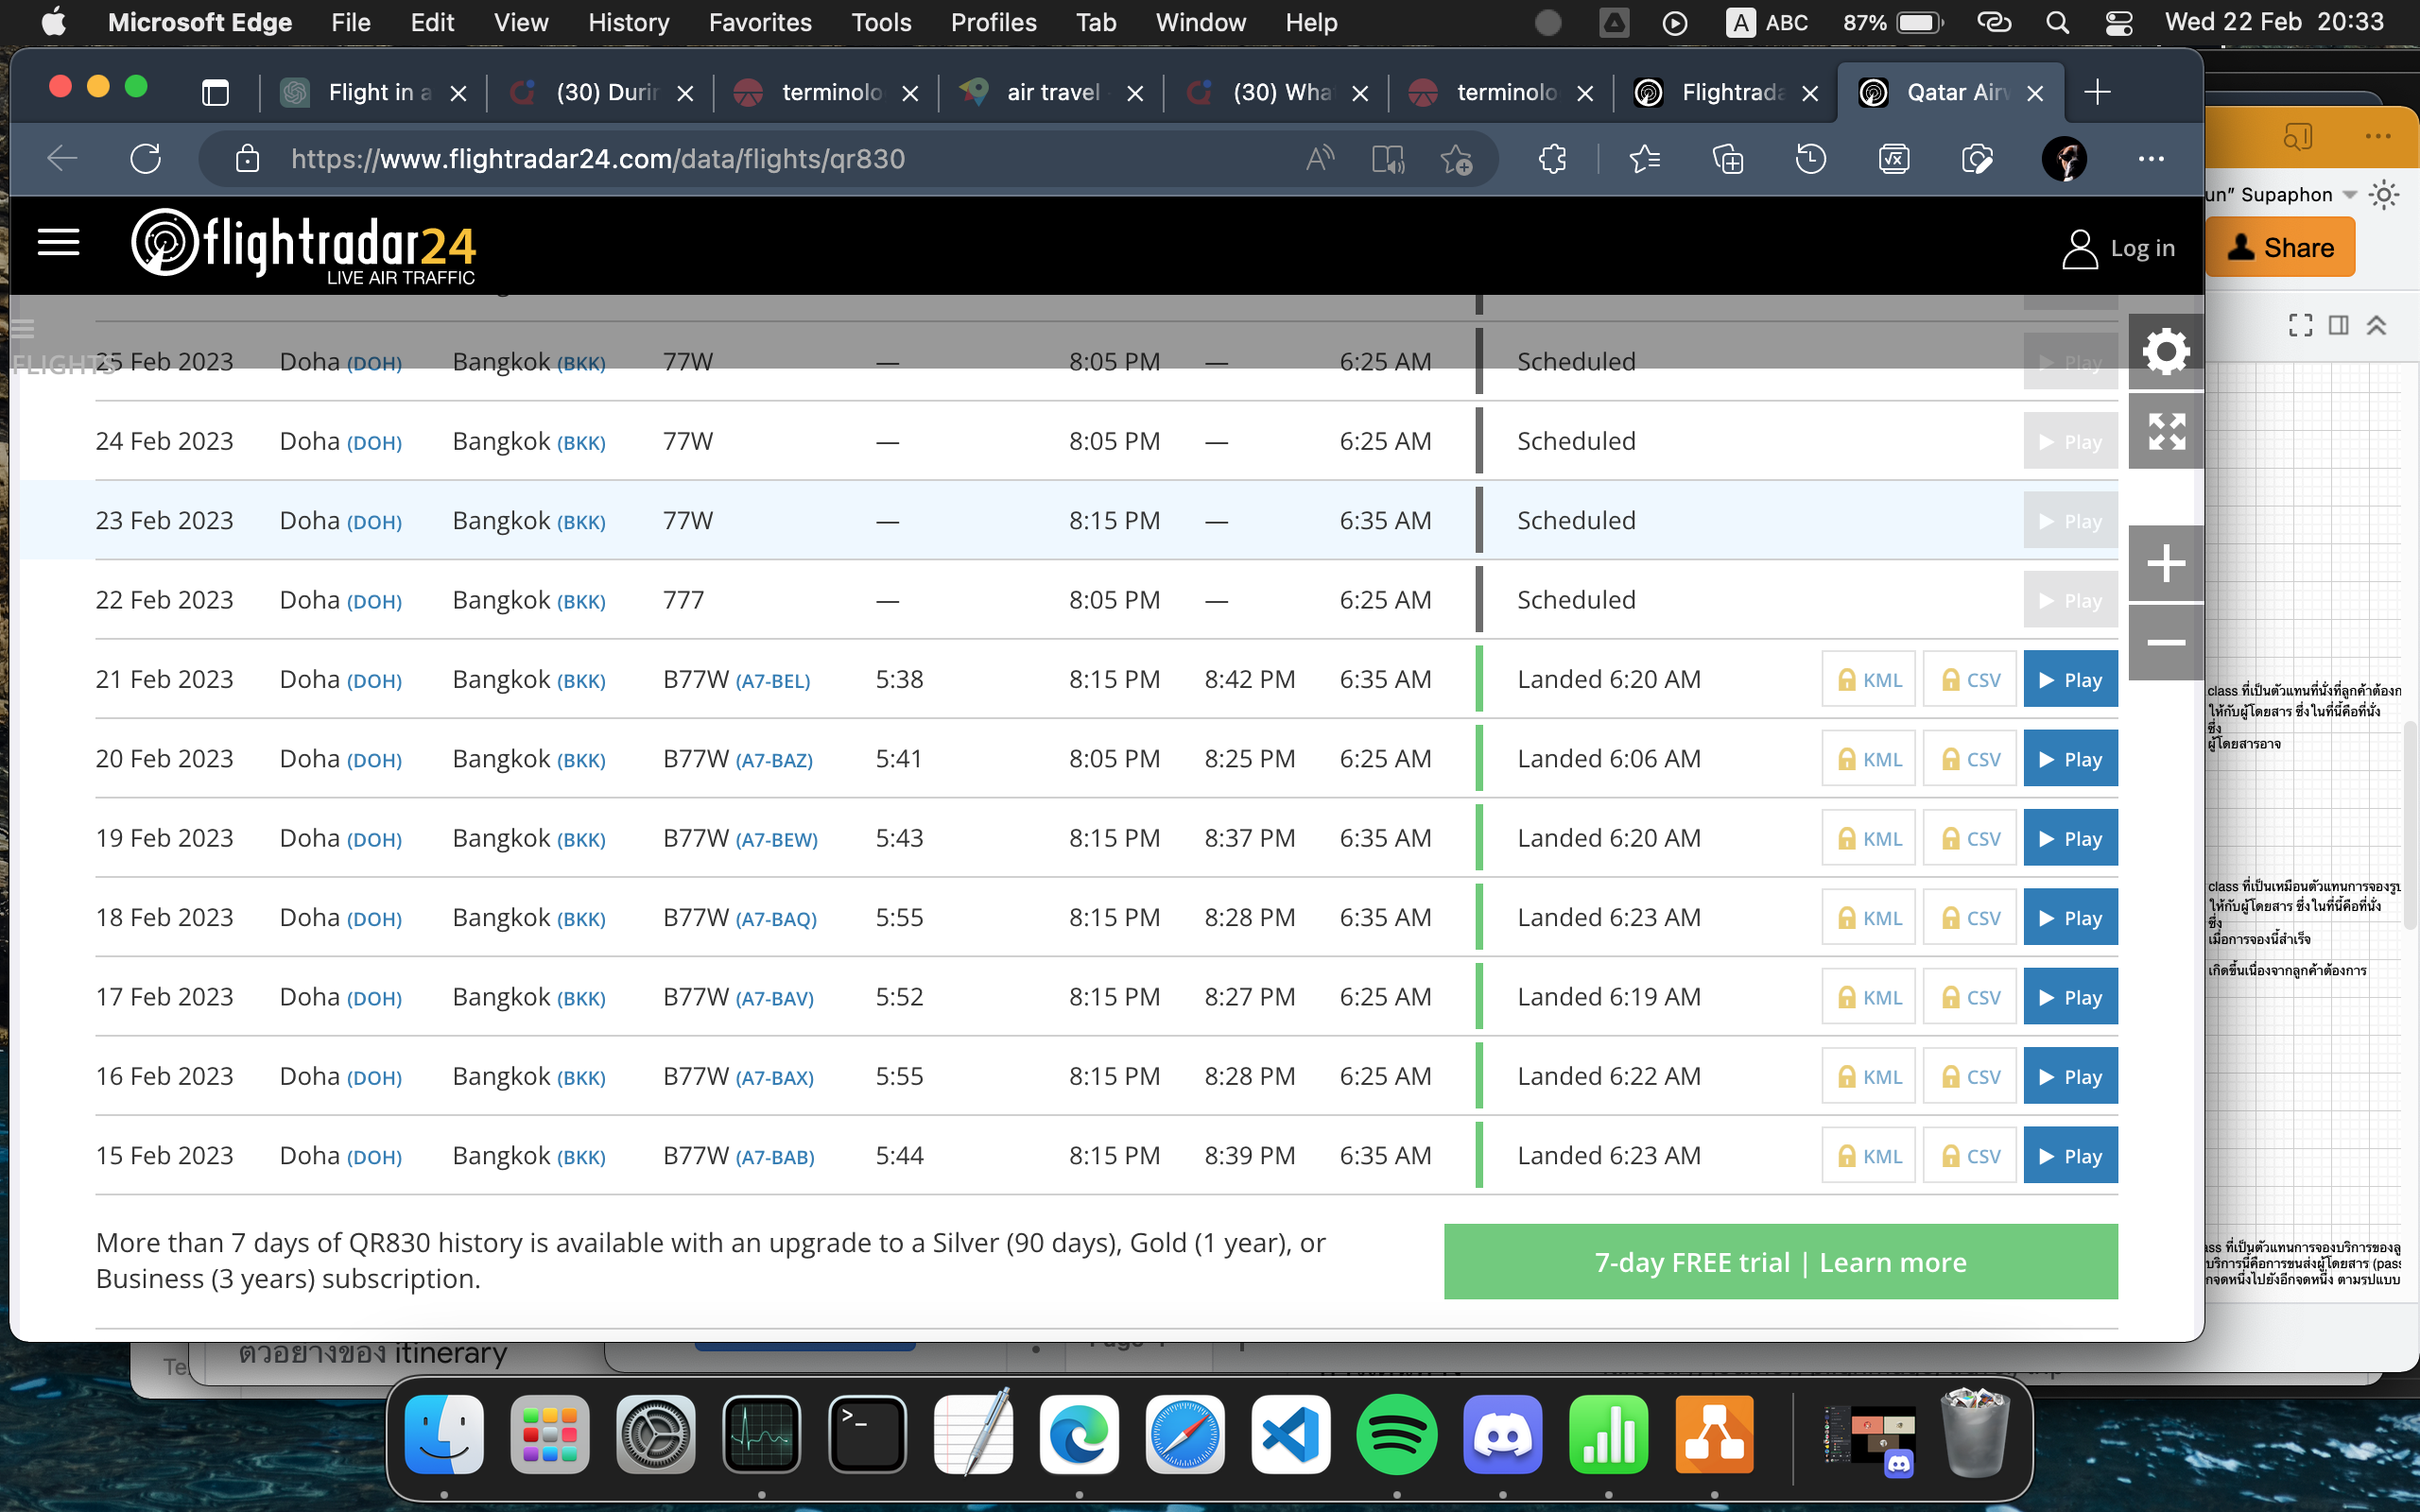 Microsoft Edge File Edit View History Favorites Tools Profiles Tab Window Help A ABC 87% Wed 22 Feb 20:33
Flight in a (30) Durin terminolo air travel (30) Wha terminolo Flightrada Qatar Airw
https://www.flightradar24.com/data/flights/qr830
un” Supaphon
flightradar24
LIVE AIR TRAFFIC
Log in
Share
FLIGHTS
25 Feb 2023 Doha (DOH) Bangkok (BKK) 77W — 8:05 PM — 6:25 AM Scheduled Play
24 Feb 2023 Doha (DOH) Bangkok (BKK) 77W — 8:05 PM — 6:25 AM Scheduled Play
23 Feb 2023 Doha (DOH) Bangkok (BKK) 77W — 8:15 PM — 6:35 AM Scheduled Play
22 Feb 2023 Doha (DOH) Bangkok (BKK) 777 — 8:05 PM — 6:25 AM Scheduled Play
21 Feb 2023 Doha (DOH) Bangkok (BKK) B77W (A7-BEL) 5:38 8:15 PM 8:42 PM 6:35 AM Landed 6:20 AM KML CSV Play
20 Feb 2023 Doha (DOH) Bangkok (BKK) B77W (A7-BAZ) 5:41 8:05 PM 8:25 PM 6:25 AM Landed 6:06 AM KML CSV Play
19 Feb 2023 Doha (DOH) Bangkok (BKK) B77W (A7-BEW) 5:43 8:15 PM 8:37 PM 6:35 AM Landed 6:20 AM KML CSV Play
18 Feb 2023 Doha (DOH) Bangkok (BKK) B77W (A7-BAQ) 5:55 8:15 PM 8:28 PM 6:35 AM Landed 6:23 AM KML CSV Play
17 Feb 2023 Doha (DOH) Bangkok (BKK) B77W (A7-BAV) 5:52 8:15 PM 8:27 PM 6:25 AM Landed 6:19 AM KML CSV Play
16 Feb 2023 Doha (DOH) Bangkok (BKK) B77W (A7-BAX) 5:55 8:15 PM 8:28 PM 6:25 AM Landed 6:22 AM KML CSV Play
15 Feb 2023 Doha (DOH) Bangkok (BKK) B77W (A7-BAB) 5:44 8:15 PM 8:39 PM 6:35 AM Landed 6:23 AM KML CSV Play
More than 7 days of QR830 history is available with an upgrade to a Silver (90 days), Gold (1 year), or
Business (3 years) subscription.
7-day FREE trial | Learn more
class ที่เป็นตัวแทนที่นั่งที่ลูกค้าต้องก
ให้กับผู้โดยสาร ซึ่งในที่นี้คือที่นั่ง
ซึ่ง
ผู้โดยสารอาจ
class ที่เป็นเหมือนตัวแทนการจองรูป
ให้กับผู้โดยสาร ซึ่งในที่นี้คือที่นั่ง
ซึ่ง
เมื่อการจองนี้สำเร็จ
เกิดขึ้นเนื่องจากลูกค้าต้องการ
ass ที่เป็นตัวแทนการจองบริการของลู
บริการนี้คือการขนส่งผู้โดยสาร (pass
กจุดหนึ่งไปยังอีกจุดหนึ่ง ตามรูปแบบ
Te
ตัวอย่างของ itinerary